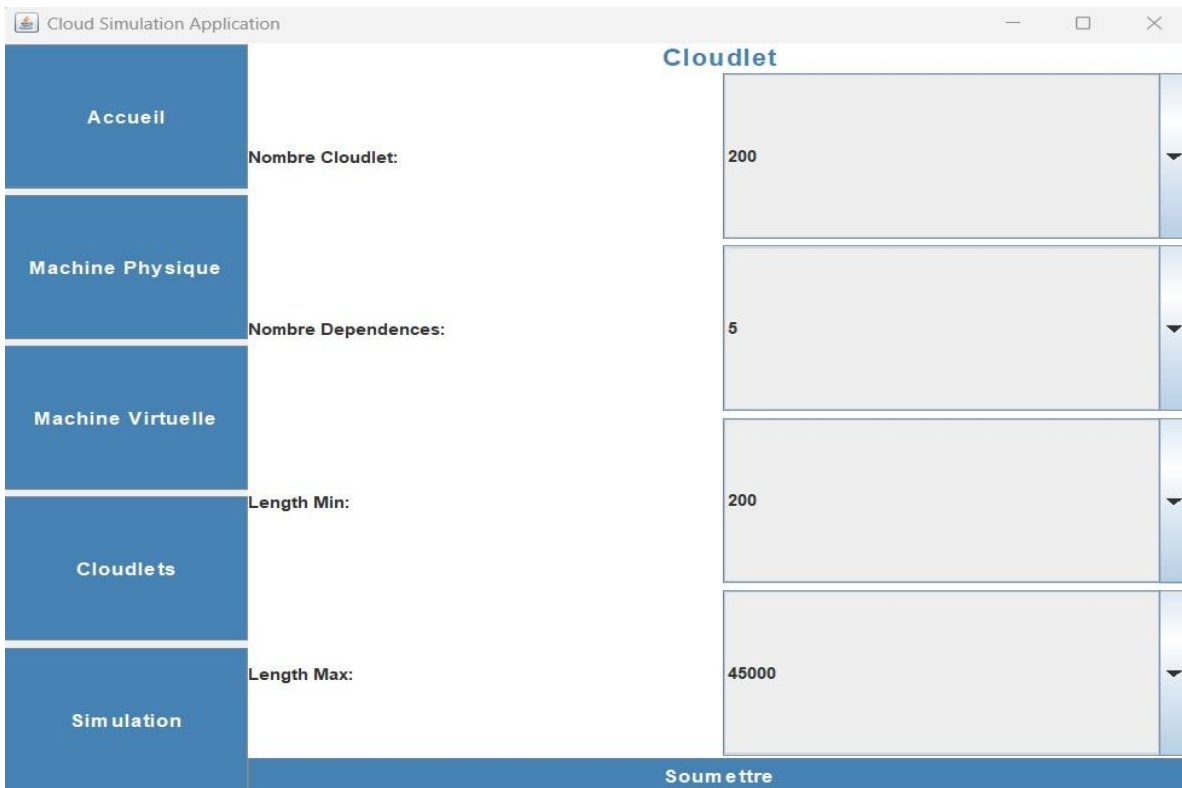 Cloud Simulation Application
Accueil
Machine Physique
Machine Virtuelle
Cloudlets
Simulation
Cloudlet
Nombre Cloudlet: 200
Nombre Dependences: 5
Length Min: 200
Length Max: 45000
Soumettre